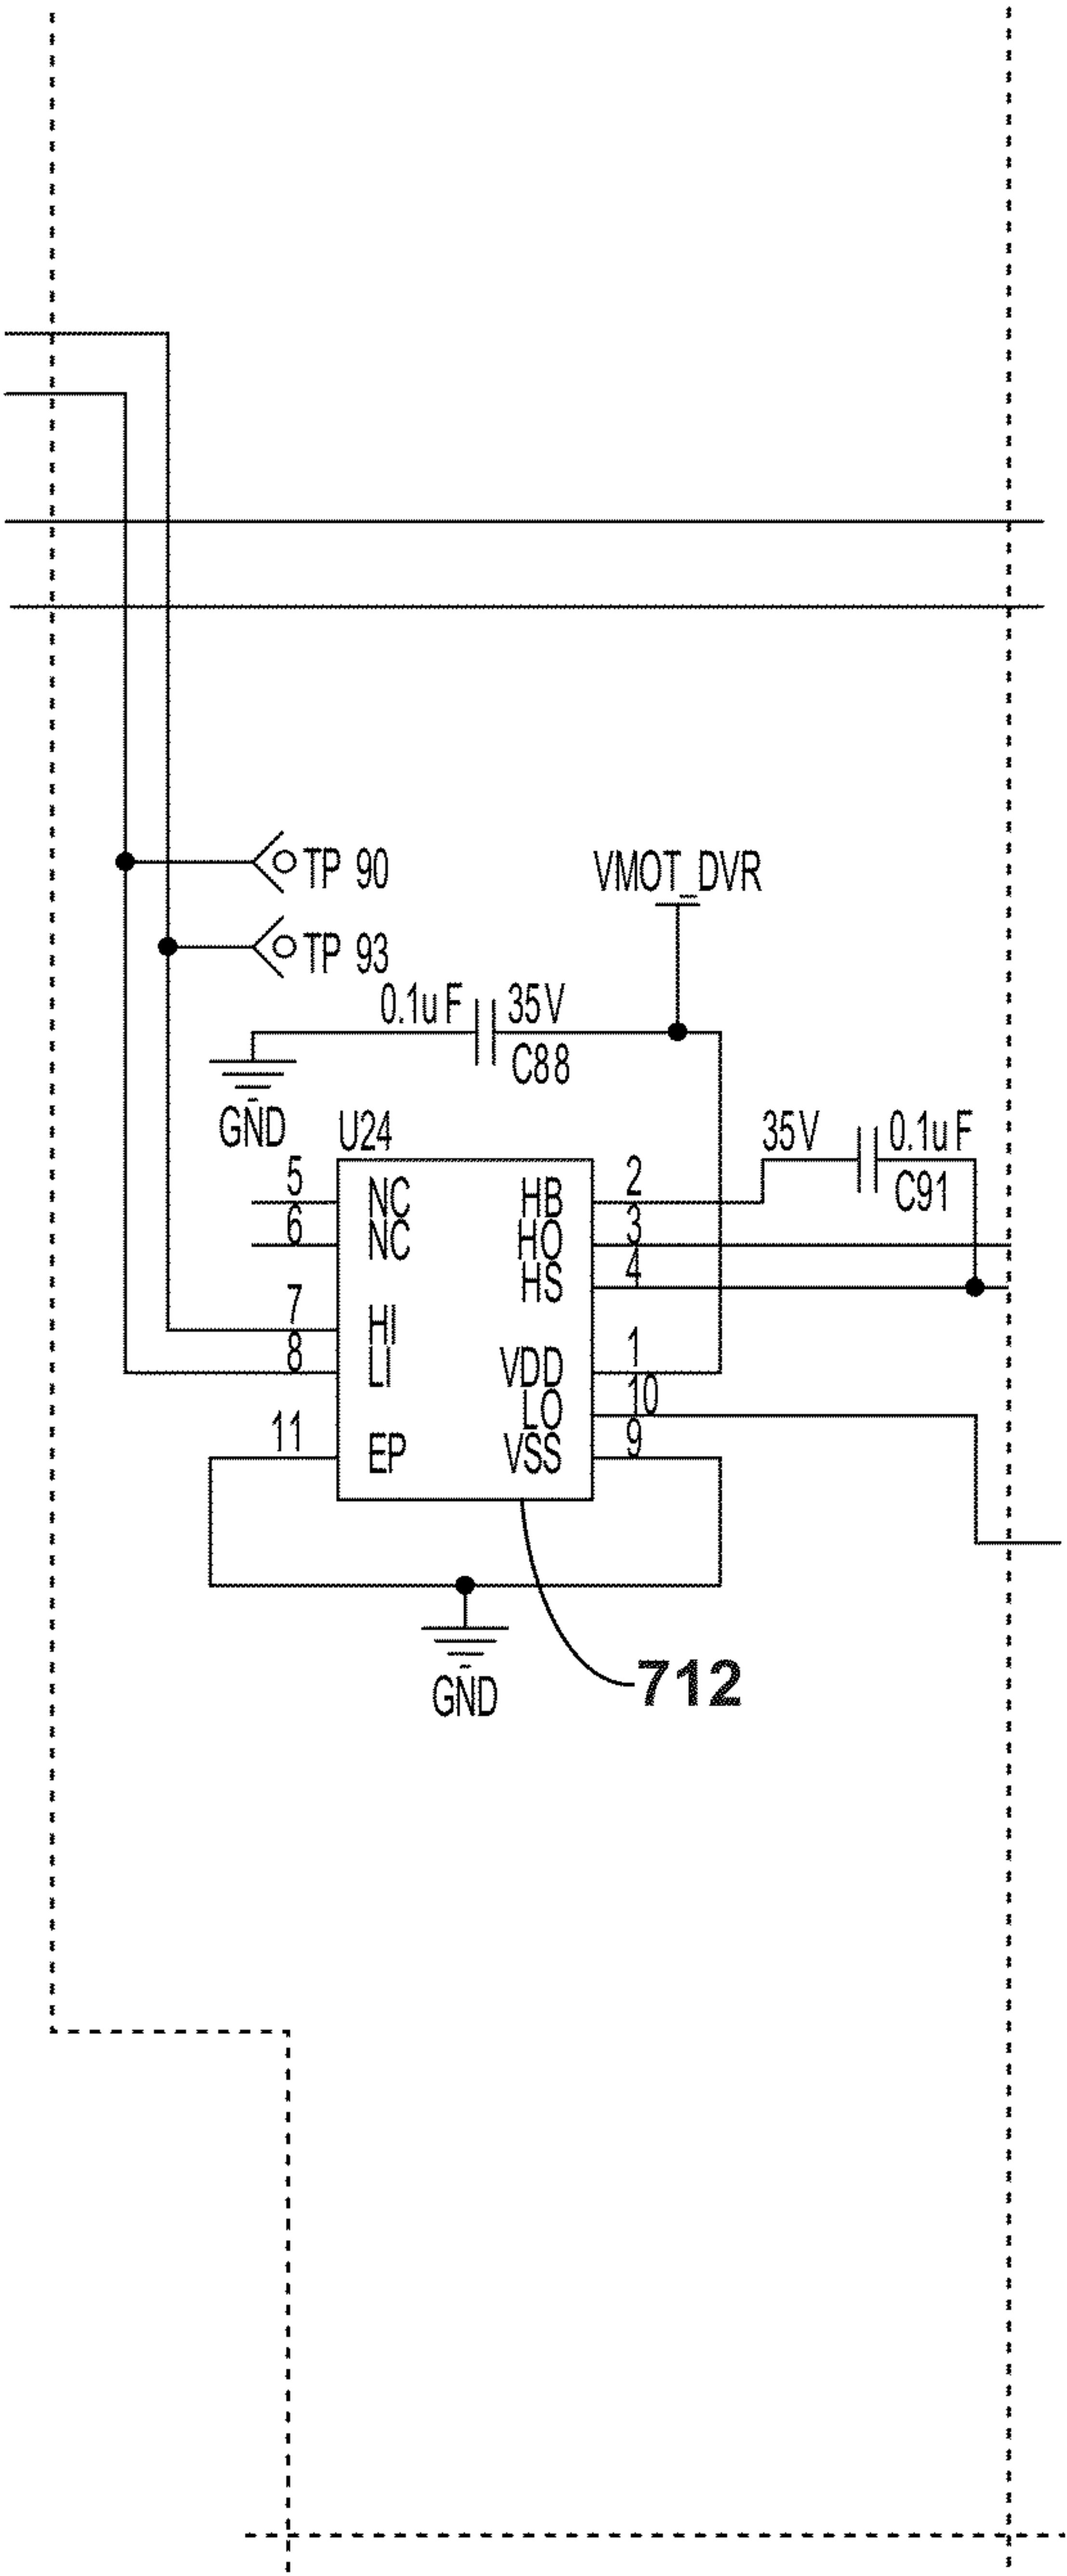 TP 90
VMOT_DVR
TP 93
0.1uF 35V
C88
GND
U24
35V 0.1uF
C91
5 NC HB 2
6 NC HO 3
HS 4
7 HI
8 LI VDD 1
LO 10
11 EP VSS 9
712
GND